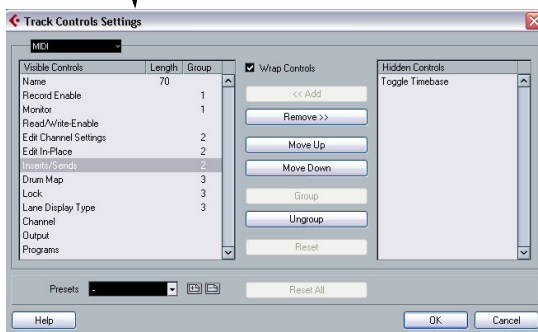 Track Controls Settings
MIDI
Visible Controls Length Group
Name 70
Record Enable 1
Monitor 1
Read/Write-Enable
Edit Channel Settings 2
Edit In-Place 2
Inserts/Sends 2
Drum Map 3
Lock 3
Lane Display Type 3
Channel
Output
Programs
Wrap Controls
<< Add
Remove >>
Move Up
Move Down
Group
Ungroup
Reset
Hidden Controls
Toggle Timebase
Presets - Reset All
Help OK Cancel